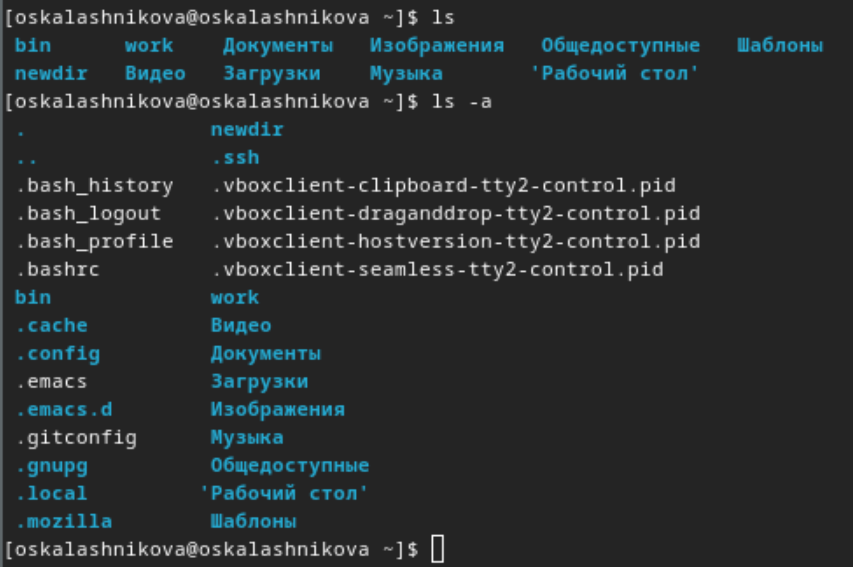 [oskalashnikova@oskalashnikova ~]$ ls
bin work Документы Изображения Общедоступные Шаблоны
newdir Видео Загрузки Музыка 'Рабочий стол'
[oskalashnikova@oskalashnikova ~]$ ls -a
. newdir
.. .ssh
.bash_history .vboxclient-clipboard-tty2-control.pid
.bash_logout .vboxclient-draganddrop-tty2-control.pid
.bash_profile .vboxclient-hostversion-tty2-control.pid
.bashrc .vboxclient-seamless-tty2-control.pid
bin work
.cache Видео
.config Документы
.emacs Загрузки
.emacs.d Изображения
.gitconfig Музыка
.gnupg Общедоступные
.local 'Рабочий стол'
.mozilla Шаблоны
[oskalashnikova@oskalashnikova ~]$